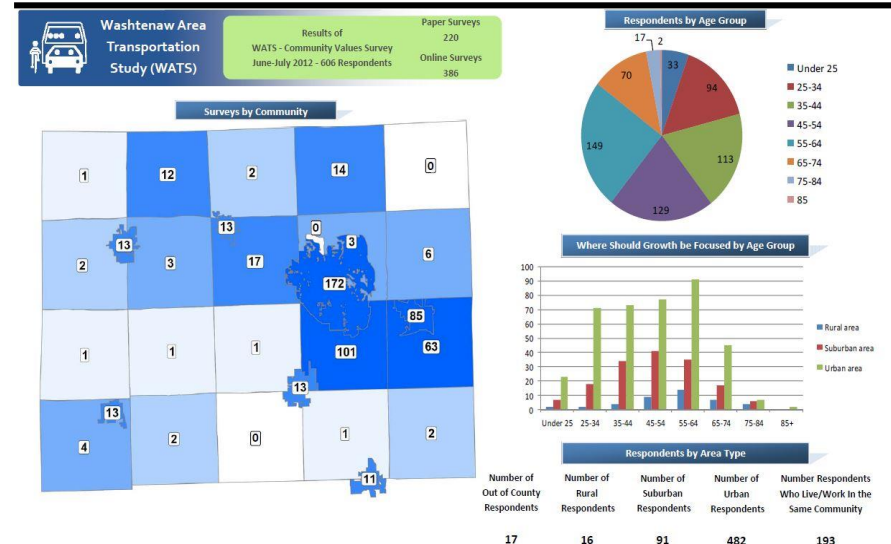 Washtenaw Area
Transportation
Study (WATS)
Results of
WATS - Community Values Survey
June-July 2012 - 606 Respondents
Paper Surveys
220
Online Surveys
386
Surveys by Community
1
12
2
14
0
13
13
0
3
2
3
17
6
172
85
1
1
1
101
63
13
13
4
2
0
1
2
11
Respondents by Age Group
17
2
33
70
94
149
113
129
Under 25
25-34
35-44
45-54
55-64
65-74
75-84
85
Where Should Growth be Focused by Age Group
100
90
80
70
60
50
40
30
20
10
0
Under 25 25-34 35-44 45-54 55-64 65-74 75-84 85+
Rural area
Suburban area
Urban area
Respondents by Area Type
Number of
Out of County
Respondents
17
Number of
Rural
Respondents
16
Number of
Suburban
Respondents
91
Number of
Urban
Respondents
482
Number Respondents
Who Live/Work In the
Same Community
193